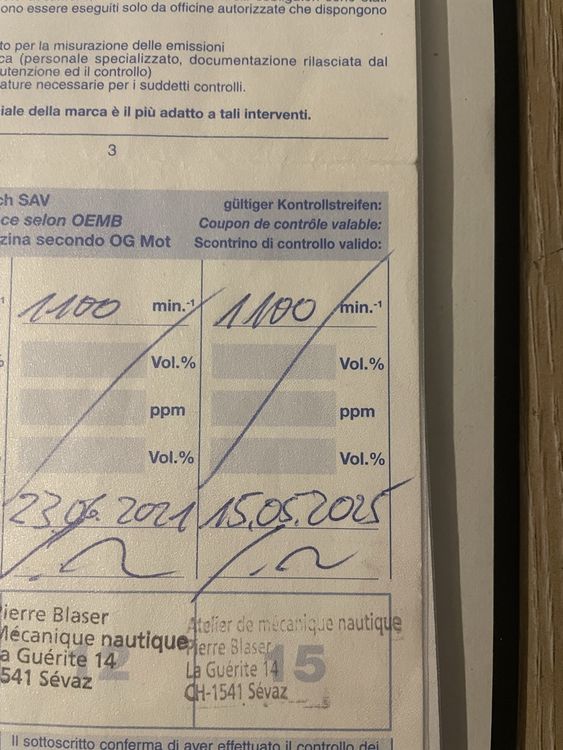 ono essere eseguiti solo da officine autorizzate che dispongono
to per la misurazione delle emissioni
ca (personale specializzato, documentazione rilasciata dal
utenzione ed il controllo)
ature necessarie per i suddetti controlli.
iale della marca è il più adatto a tali interventi.
3
ch SAV
ce selon OEMB
zina secondo OG Mot
gültiger Kontrollstreifen:
Coupon de contrôle valable:
Scontrino di controllo valido:
1100 min.-1 1100 min.-1
Vol.% Vol.%
ppm ppm
Vol.% Vol.%
23.06.2021 15.05.2025
ierre Blaser
Mécanique nautique
a Guérite 14
541 Sévaz
12
Atelier de mécanique nautique
Pierre Blaser
La Guérite 14
CH-1541 Sévaz
15
Il sottoscritto conferma di aver effettuato il controllo dei